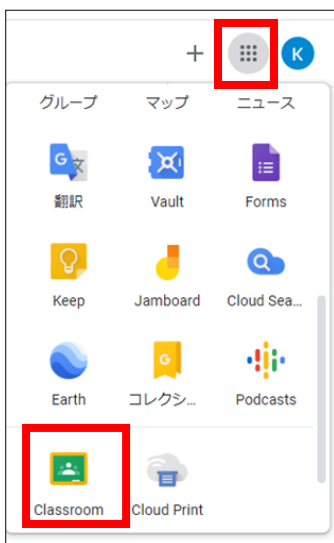 + K
グループ マップ ニュース
G 文
翻訳 Vault Forms
Keep Jamboard Cloud Sea...
G
Earth コレクシ... Podcasts
Classroom Cloud Print